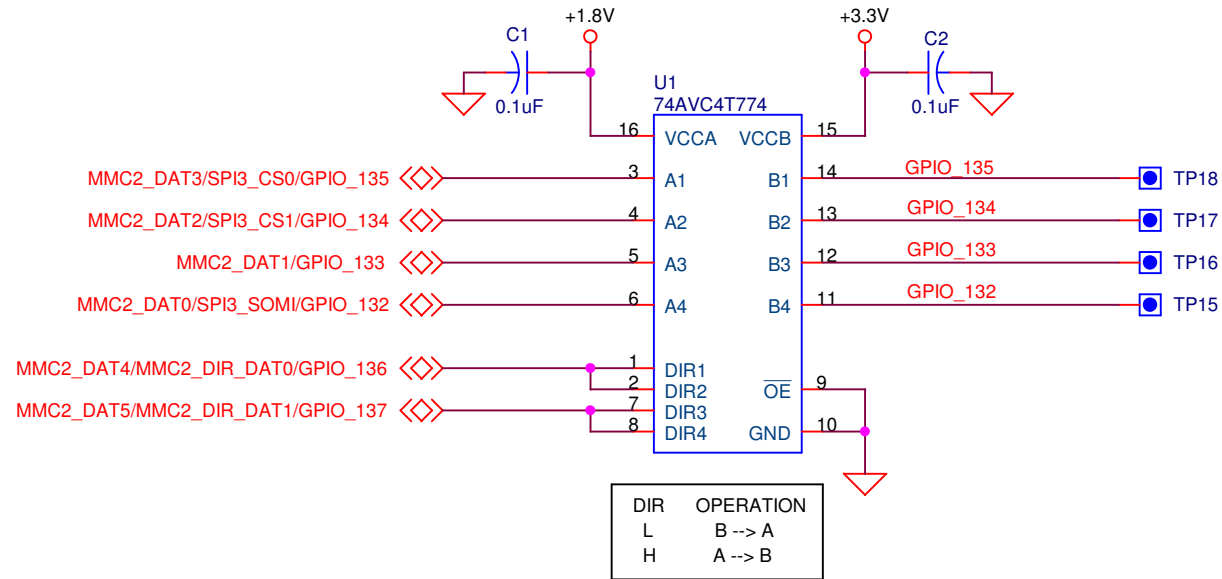 +1.8V
+3.3V
C1
C2
0.1uF
0.1uF
U1
74AVC4T774
16 VCCA VCCB 15
MMC2_DAT3/SPI3_CS0/GPIO_135 3 A1 B1 14 GPIO_135 TP18
MMC2_DAT2/SPI3_CS1/GPIO_134 4 A2 B2 13 GPIO_134 TP17
MMC2_DAT1/GPIO_133 5 A3 B3 12 GPIO_133 TP16
MMC2_DAT0/SPI3_SOMI/GPIO_132 6 A4 B4 11 GPIO_132 TP15
MMC2_DAT4/MMC2_DIR_DAT0/GPIO_136 1 DIR1
2 DIR2 OE 9
MMC2_DAT5/MMC2_DIR_DAT1/GPIO_137 7 DIR3
8 DIR4 GND 10
DIR OPERATION
L B --> A
H A --> B